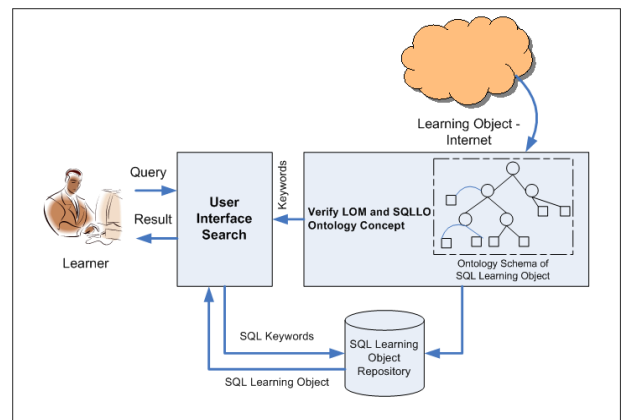 Learning Object -
Internet
Query
Result
Learner
User
Interface
Search
Keywords
Verify LOM and SQLLO
Ontology Concept
Ontology Schema of
SQL Learning Object
SQL Keywords
SQL Learning Object
SQL Learning
Object
Repository